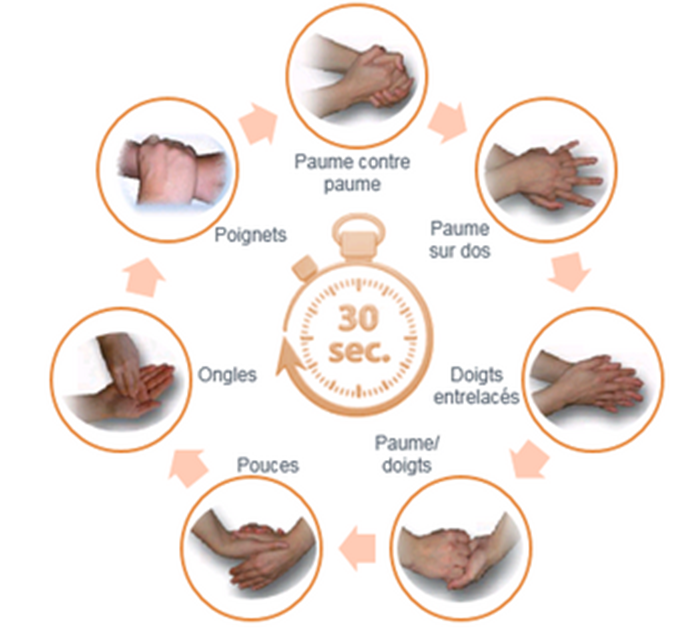 Paume contre
paume
Paume
sur dos
Doigts
entrelacés
Paume/
doigts
Pouces
Ongles
Poignets
30
sec.